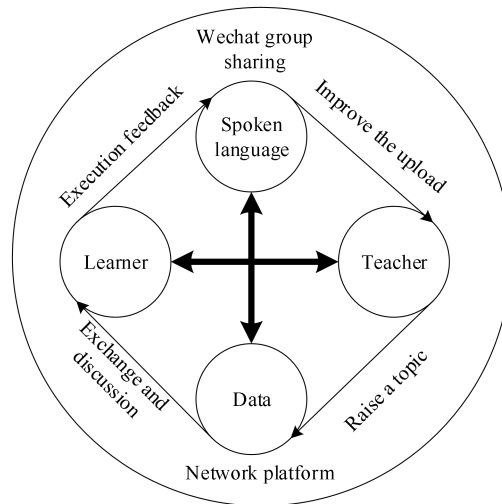 Wechat group
sharing
Execution feedback
Improve the upload
Spoken
language
Learner
Teacher
Exchange and
discussion
Data
Raise a topic
Network platform